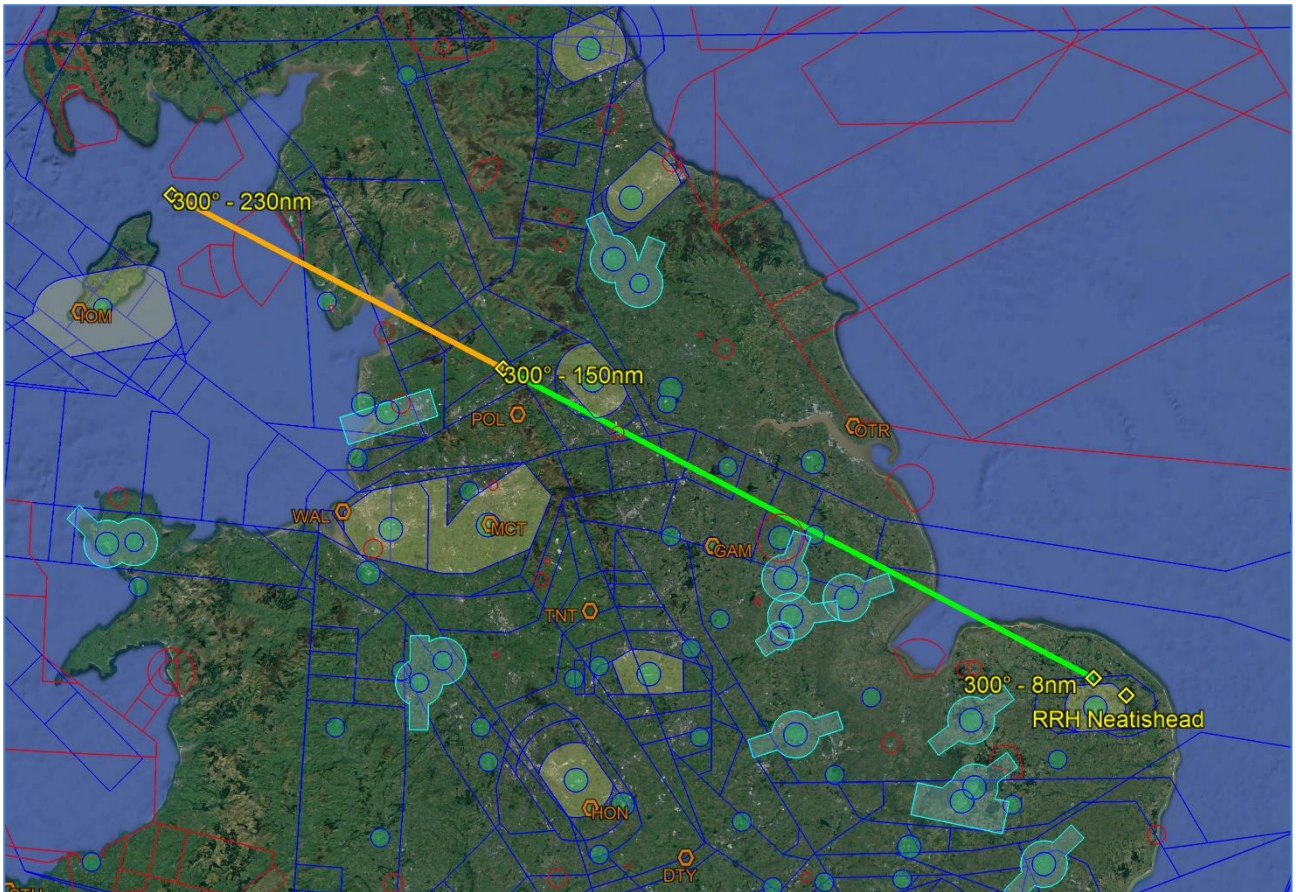 300° - 230nm
IOM
300° - 150nm
POL
OTR
WAL
MCT
GAM
TNT
300° - 8nm
RRH Neatishead
HON
DTY